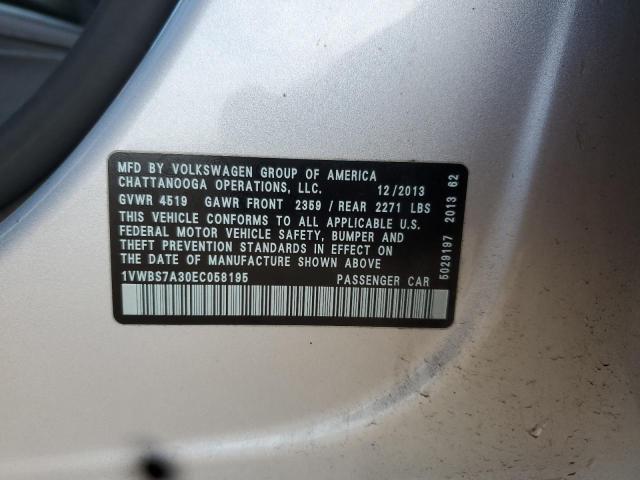 MFD BY VOLKSWAGEN GROUP OF AMERICA
CHATTANOOGA OPERATIONS, LLC. 12/2013
GVWR 4519 GAWR FRONT 2359 / REAR 2271 LBS
THIS VEHICLE CONFORMS TO ALL APPLICABLE U.S.
FEDERAL MOTOR VEHICLE SAFETY, BUMPER AND
THEFT PREVENTION STANDARDS IN EFFECT ON
THE DATE OF MANUFACTURE SHOWN ABOVE
1VWBS7A30EC058195 PASSENGER CAR
5029197 2013 62